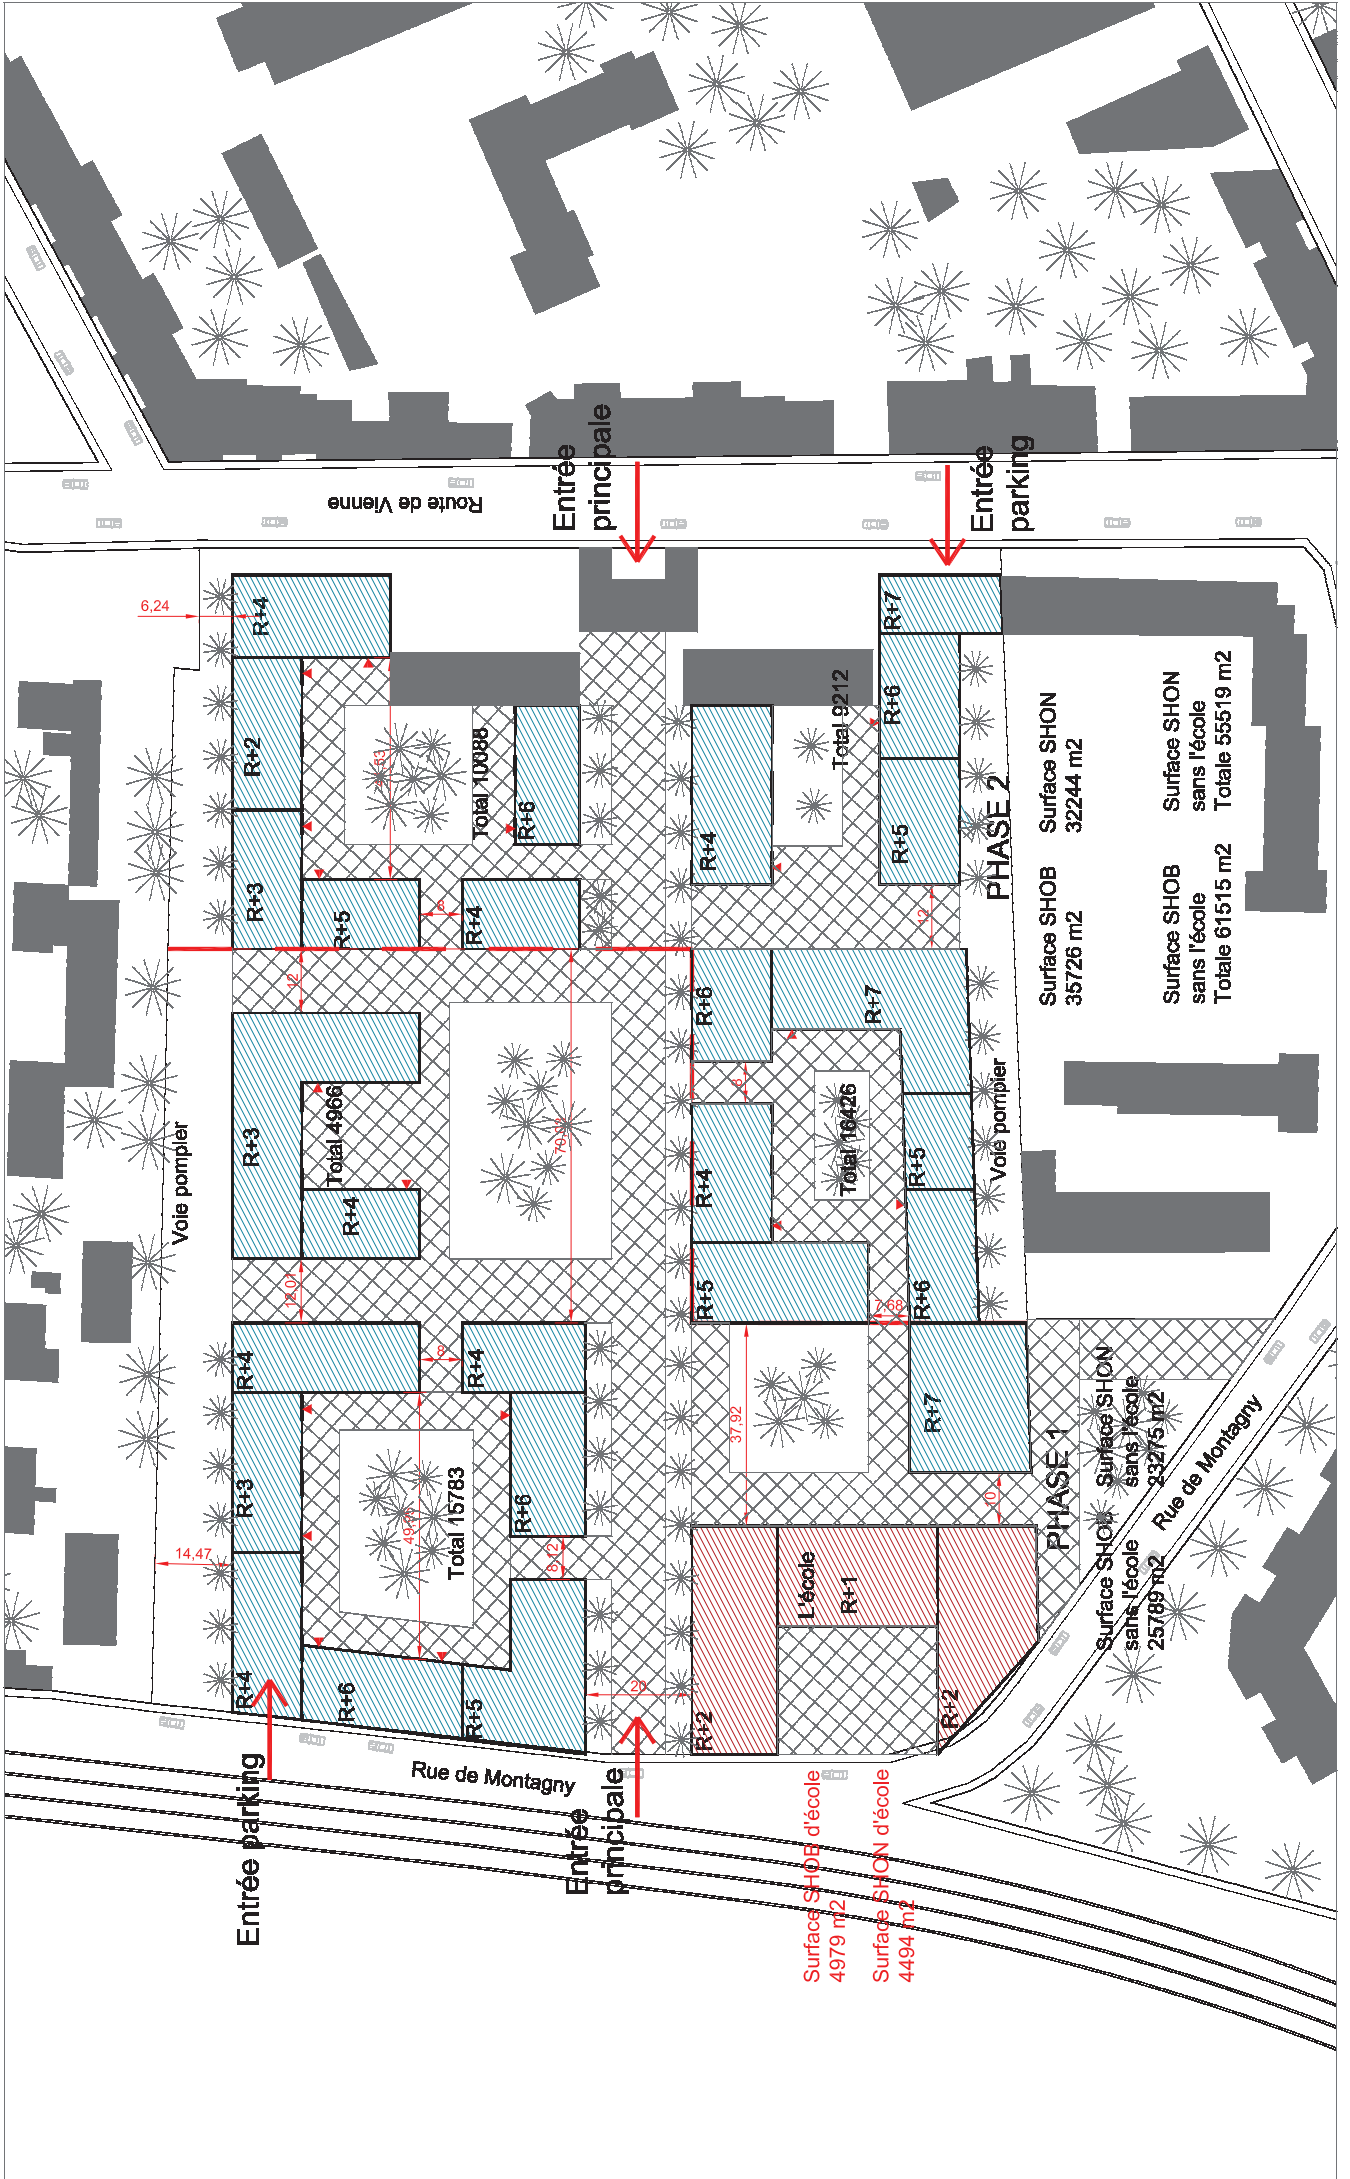 Route de Vienne
Entrée
principale
Entrée
parking
6,24
R+4
R+7
R+2
R+6
Total 9212
Total 10088
R+6
R+4
R+5
R+3
R+5
8
R+4
12
PHASE 2
Surface SHOB
35726 m2
Surface SHON
32244 m2
Surface SHOB
sans l'école
Totale 61515 m2
Surface SHON
sans l'école
Totale 55519 m2
12
R+6
R+7
8
Voie pompier
R+3
Total 4966
R+4
R+4
Total 16426
R+5
Voie pompier
12,01
R+5
7,68
R+6
R+4
8
R+4
37,92
R+7
R+3
Total 15783
R+6
14,47
8,12
10
PHASE 1
Surface SHOB
sans l'école
25789 m2
Surface SHON
sans l'école
23275 m2
Rue de Montagny
L'école
R+1
R+4
R+6
R+5
20
R+2
R+2
Entrée parking
Rue de Montagny
Entrée
principale
Surface SHOB d'école
4979 m2
Surface SHON d'école
4494 m2